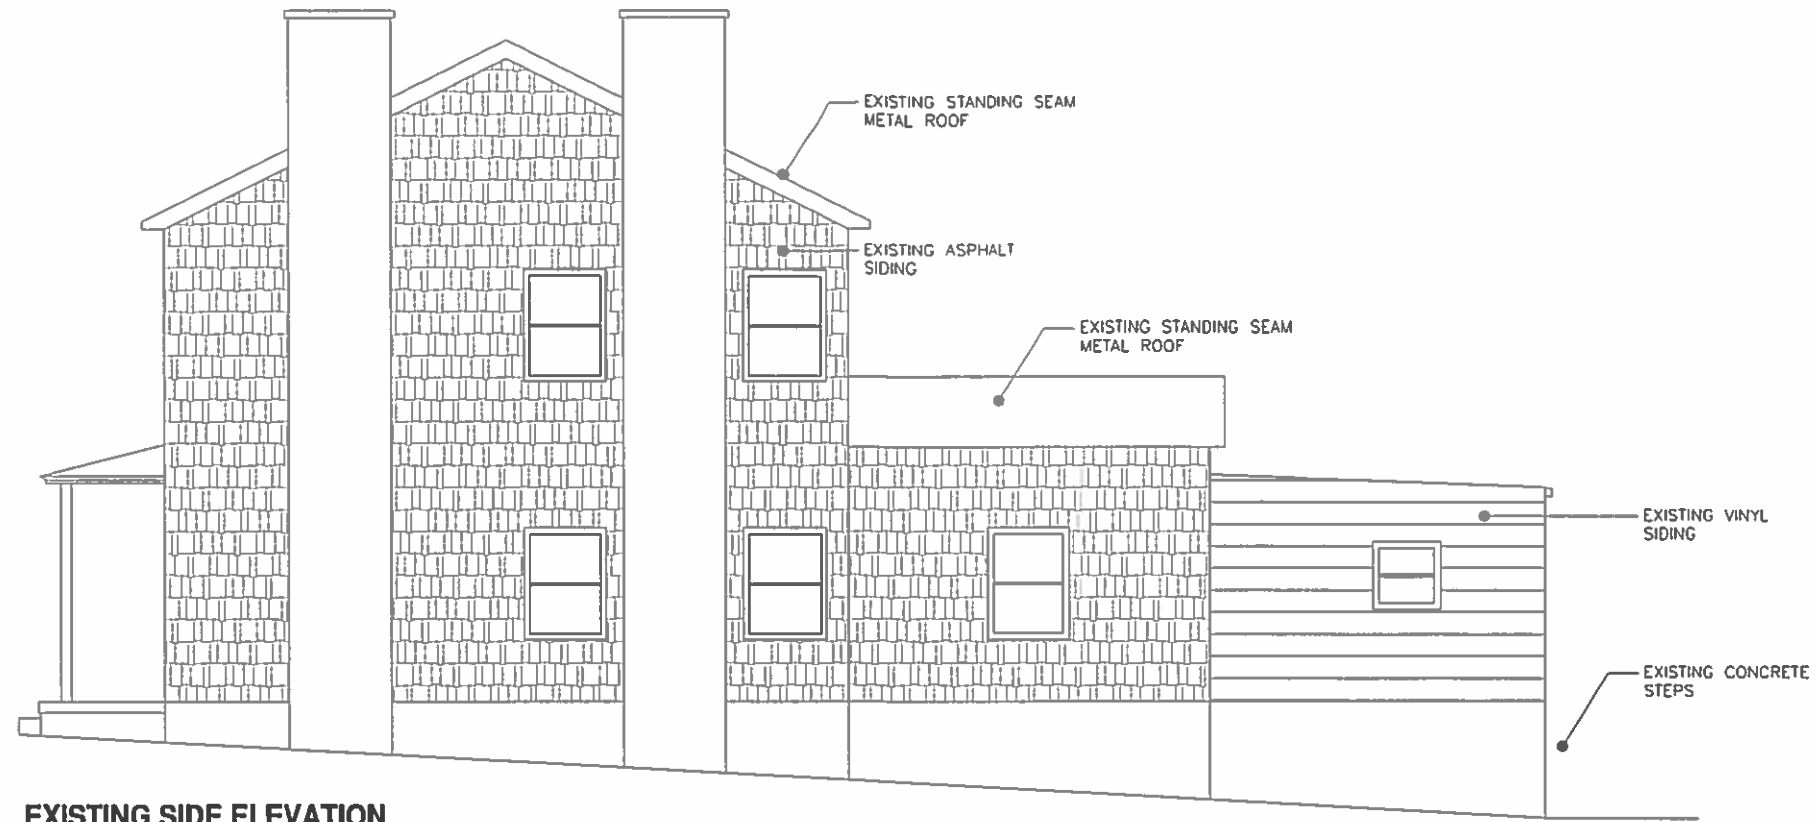 EXISTING STANDING SEAM
METAL ROOF
EXISTING ASPHALT
SIDING
EXISTING STANDING SEAM
METAL ROOF
EXISTING VINYL
SIDING
EXISTING CONCRETE
STEPS
EXISTING SIDE ELEVATION